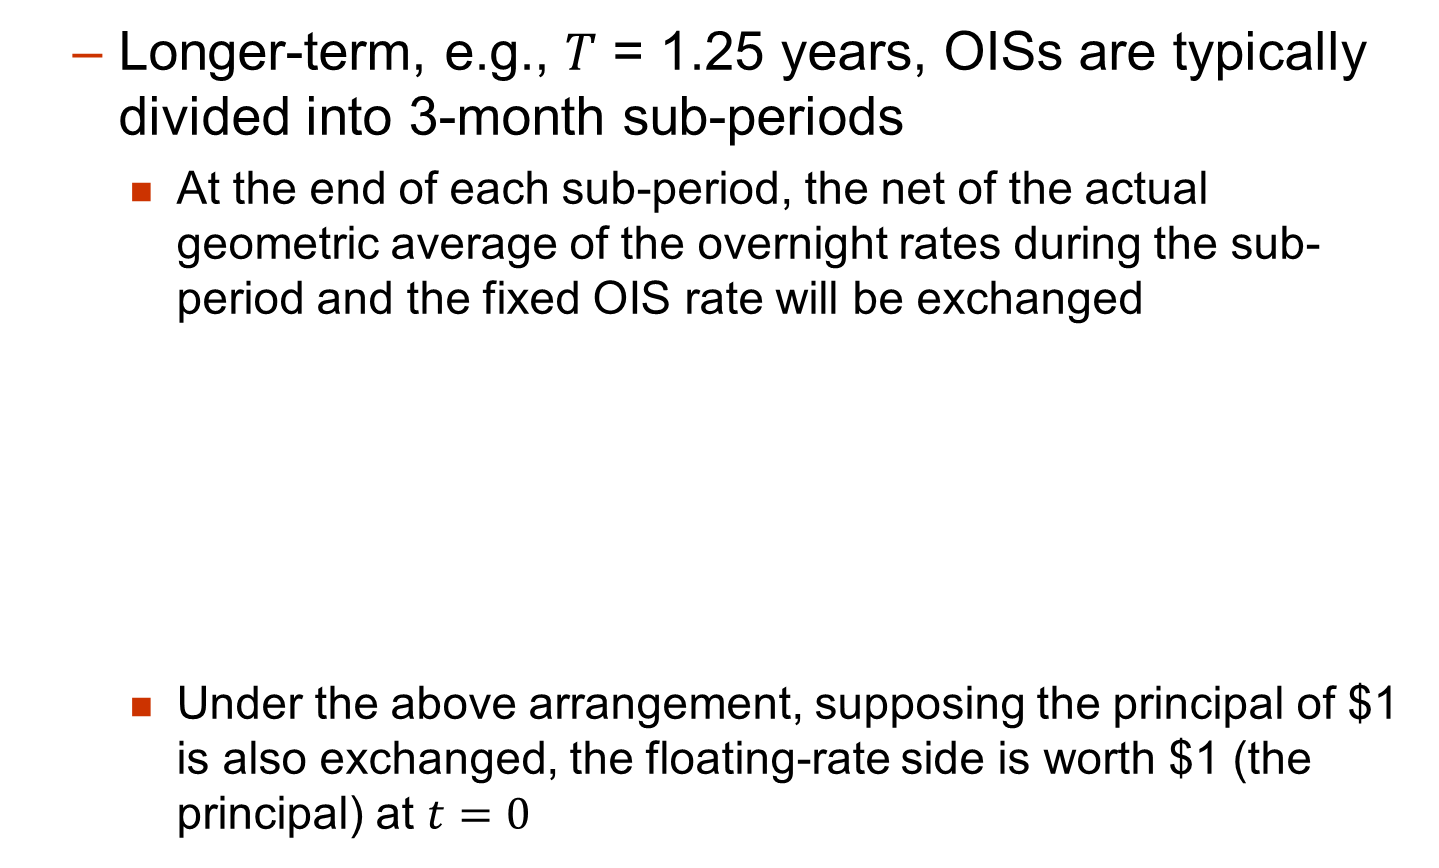 – Longer-term, e.g., T = 1.25 years, OISs are typically
divided into 3-month sub-periods
■ At the end of each sub-period, the net of the actual
geometric average of the overnight rates during the sub-
period and the fixed OIS rate will be exchanged
■ Under the above arrangement, supposing the principal of $1
is also exchanged, the floating-rate side is worth $1 (the
principal) at t = 0